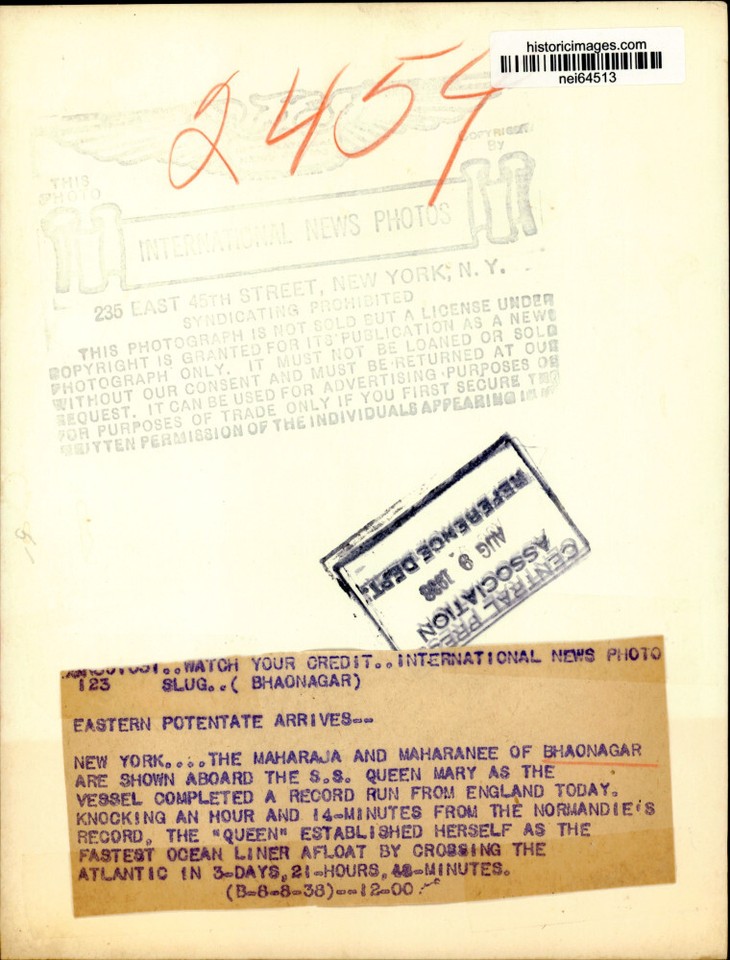 historicimages.com
nei64513
2454
COPYRIGHT
By
THIS
PHOTO
INTERNATIONAL NEWS PHOTOS
235 EAST 45TH STREET, NEW YORK, N. Y.
SYNDICATING PROHIBITED
THIS PHOTOGRAPH IS NOT SOLD BUT A LICENSE UNDER
COPYRIGHT IS GRANTED FOR ITS PUBLICATION AS A NEWS
PHOTOGRAPH ONLY. IT MUST NOT BE LOANED OR SOLD
WITHOUT OUR CONSENT AND MUST BE RETURNED AT OUR
REQUEST. IT CAN BE USED FOR ADVERTISING PURPOSES OR
FOR PURPOSES OF TRADE ONLY IF YOU FIRST SECURE THE
WRITTEN PERMISSION OF THE INDIVIDUALS APPEARING IN
CENTRAL PRESS
ASSOCIATION
AUG 9 1938
REFERENCE DEPT.
..WATCH YOUR CREDIT..INTERNATIONAL NEWS PHOTO
123 SLUG..( BHAONAGAR)
EASTERN POTENTATE ARRIVES--
NEW YORK....THE MAHARAJA AND MAHARANEE OF BHAONAGAR
ARE SHOWN ABOARD THE S.S. QUEEN MARY AS THE
VESSEL COMPLETED A RECORD RUN FROM ENGLAND TODAY.
KNOCKING AN HOUR AND 14-MINUTES FROM THE NORMANDIE'S
RECORD, THE "QUEEN" ESTABLISHED HERSELF AS THE
FASTEST OCEAN LINER AFLOAT BY CROSSING THE
ATLANTIC IN 3-DAYS,21-HOURS,48-MINUTES.
(B-8-8-38)--12-00